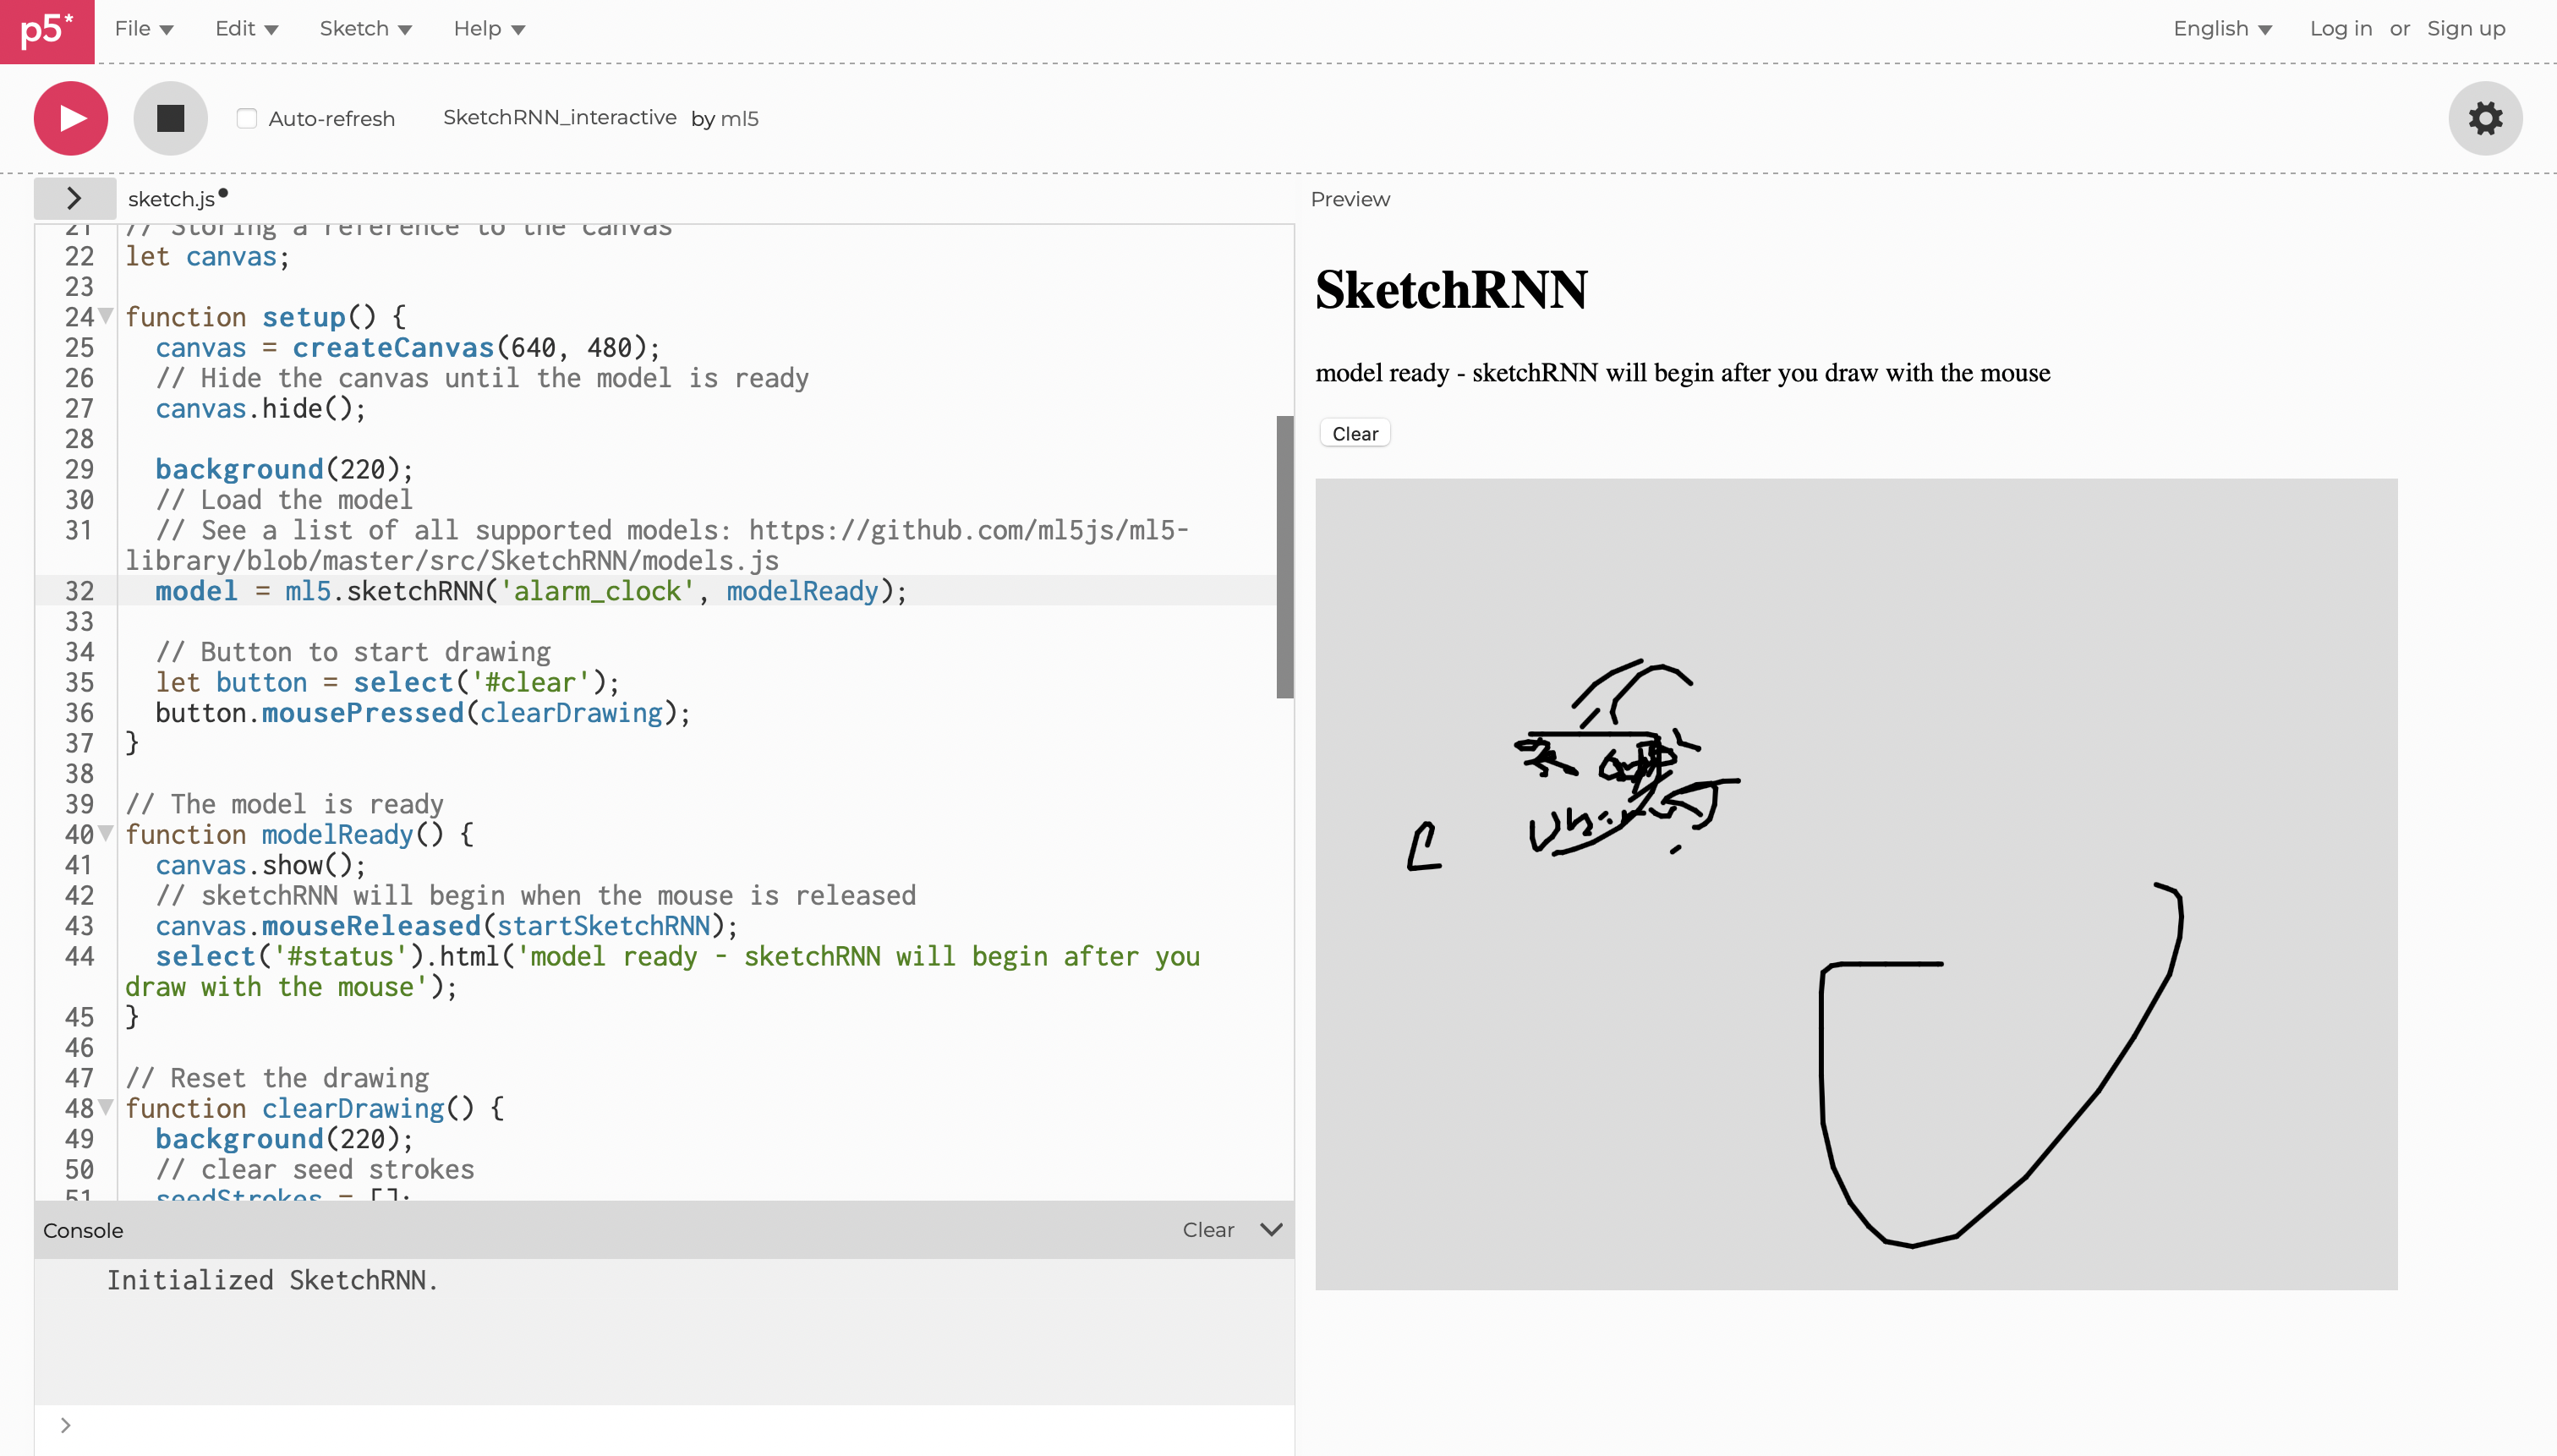 p5* File Edit Sketch Help English Log in or Sign up
Auto-refresh SketchRNN_interactive by ml5
sketch.js Preview
21 // Storing a reference to the canvas
22 let canvas;
23
24 function setup() {
25 canvas = createCanvas(640, 480);
26 // Hide the canvas until the model is ready
27 canvas.hide();
28
29 background(220);
30 // Load the model
31 // See a list of all supported models: https://github.com/ml5js/ml5-
library/blob/master/src/SketchRNN/models.js
32 model = ml5.sketchRNN('alarm_clock', modelReady);
33
34 // Button to start drawing
35 let button = select('#clear');
36 button.mousePressed(clearDrawing);
37 }
38
39 // The model is ready
40 function modelReady() {
41 canvas.show();
42 // sketchRNN will begin when the mouse is released
43 canvas.mouseReleased(startSketchRNN);
44 select('#status').html('model ready - sketchRNN will begin after you
draw with the mouse');
45 }
46
47 // Reset the drawing
48 function clearDrawing() {
49 background(220);
50 // clear seed strokes
51 seedStrokes = [];
Console Clear
Initialized SketchRNN.
>
SketchRNN
model ready - sketchRNN will begin after you draw with the mouse
Clear